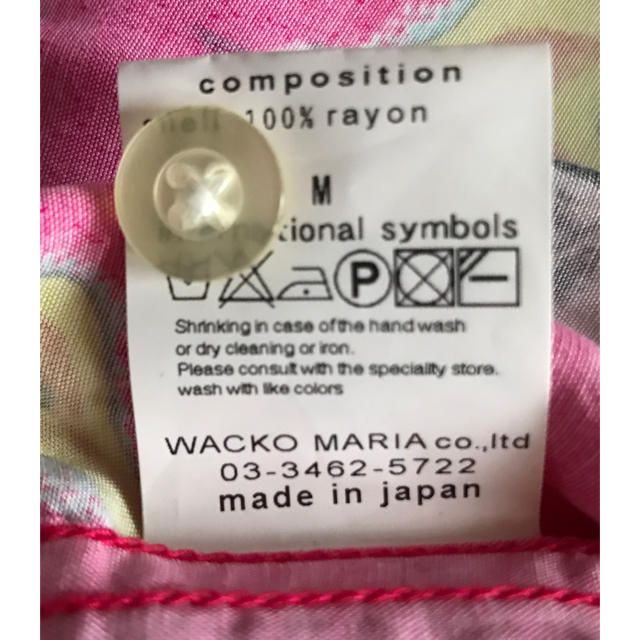 composition
100% rayon
M
symbols
P
Shrinking in case of the hand wash
or dry cleaning or iron.
Please consult with the speciality store.
wash with like colors
WACKO MARIA co.,ltd
03-3462-5722
made in japan